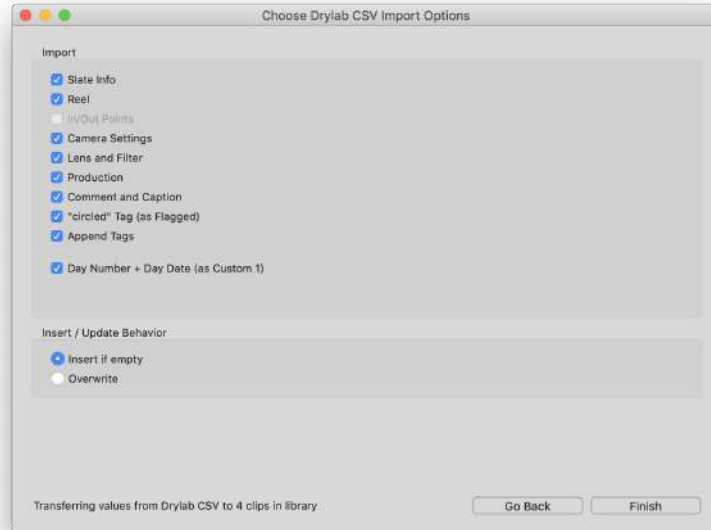 Choose Drylab CSV Import Options
Import
Slate Info
Reel
In/Out Points
Camera Settings
Lens and Filter
Production
Comment and Caption
"circled" Tag (as Flagged)
Append Tags
Day Number + Day Date (as Custom 1)
Insert / Update Behavior
Insert if empty
Overwrite
Transferring values from Drylab CSV to 4 clips in library
Go Back
Finish